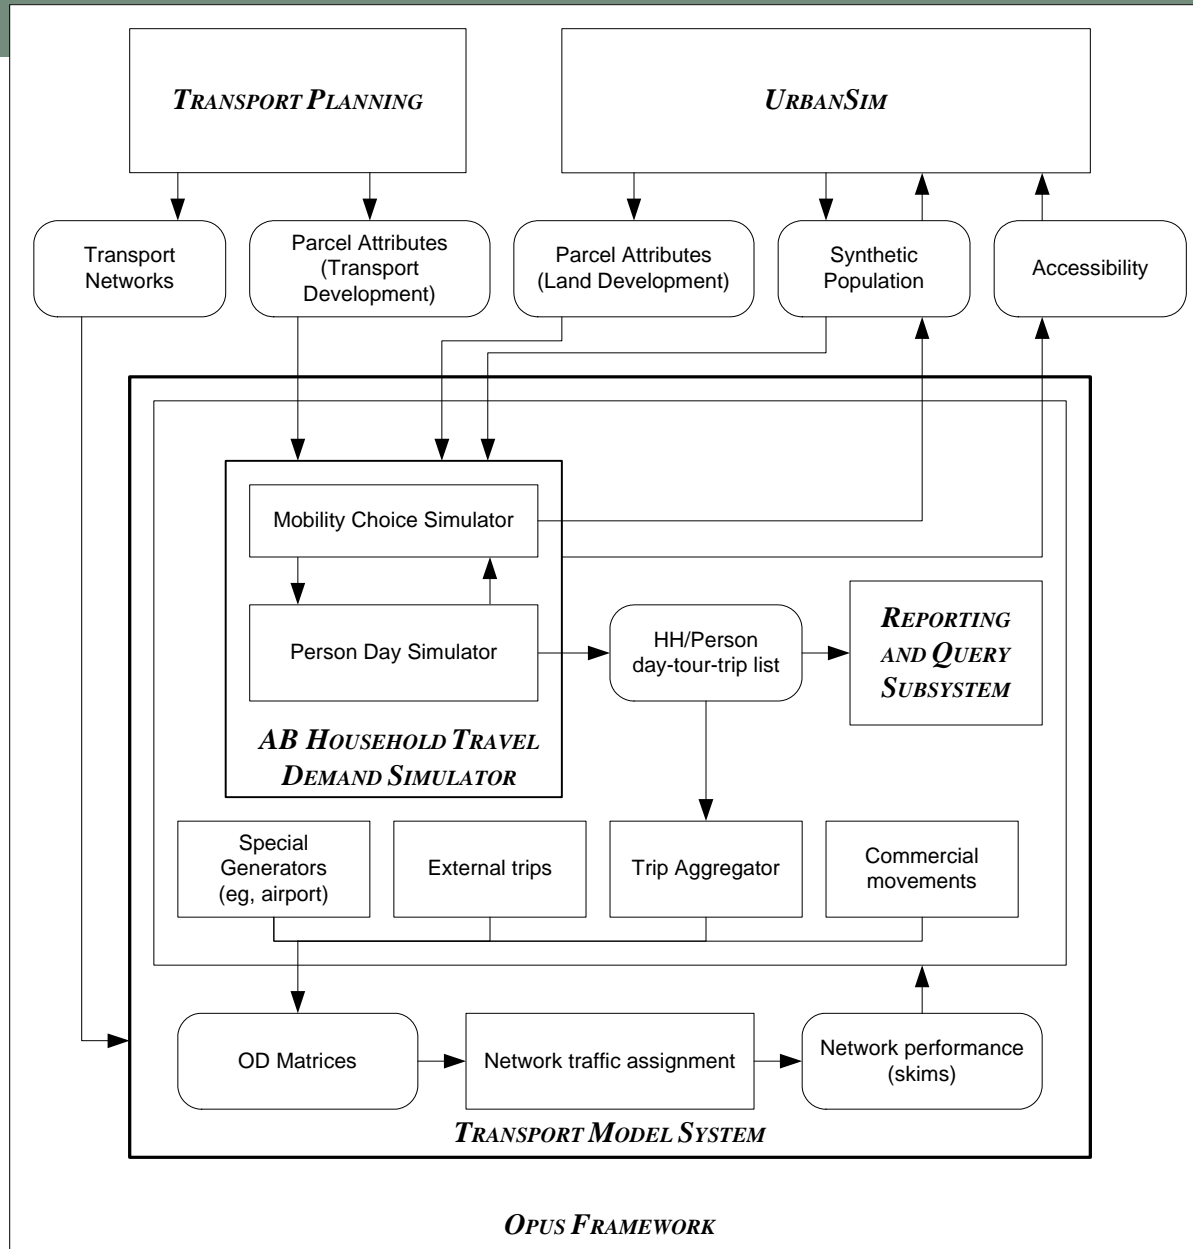 TRANSPORT PLANNING
URBANSIM
Transport
Networks
Parcel Attributes
(Transport
Development)
Parcel Attributes
(Land Development)
Synthetic
Population
Accessibility
Mobility Choice Simulator
Person Day Simulator
AB HOUSEHOLD TRAVEL
DEMAND SIMULATOR
HH/Person
day-tour-trip list
REPORTING
AND QUERY
SUBSYSTEM
Special
Generators
(eg, airport)
External trips
Trip Aggregator
Commercial
movements
OD Matrices
Network traffic assignment
Network performance
(skims)
TRANSPORT MODEL SYSTEM
OPUS FRAMEWORK